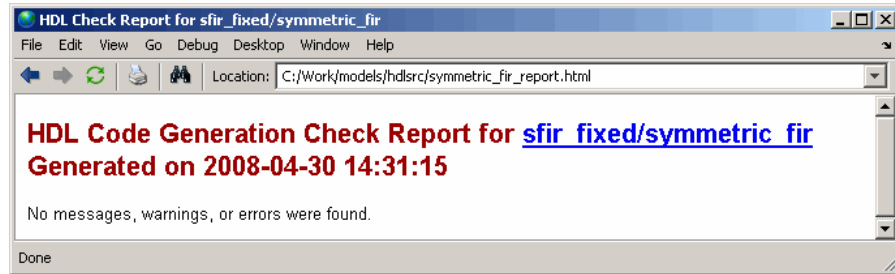 HDL Check Report for sfir_fixed/symmetric_fir
File Edit View Go Debug Desktop Window Help
Location: C:/Work/models/hdlsrc/symmetric_fir_report.html
HDL Code Generation Check Report for sfir_fixed/symmetric_fir
Generated on 2008-04-30 14:31:15
No messages, warnings, or errors were found.
Done